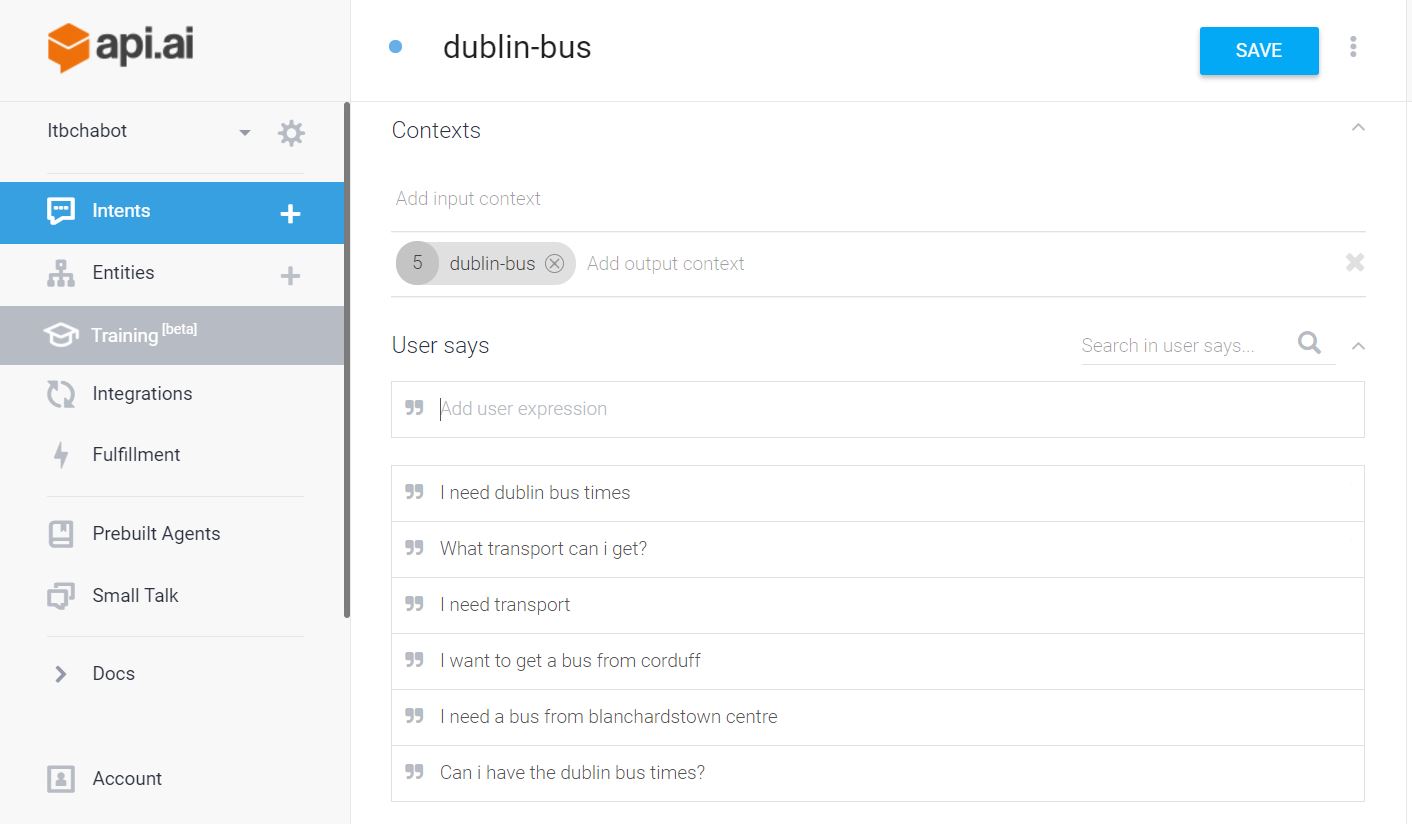 api.ai
ltbchabot
Intents
Entities
Training [beta]
Integrations
Fulfillment
Prebuilt Agents
Small Talk
Docs
Account
dublin-bus
SAVE
Contexts
Add input context
5 dublin-bus Add output context
User says
Search in user says...
Add user expression
I need dublin bus times
What transport can i get?
I need transport
I want to get a bus from corduff
I need a bus from blanchardstown centre
Can i have the dublin bus times?